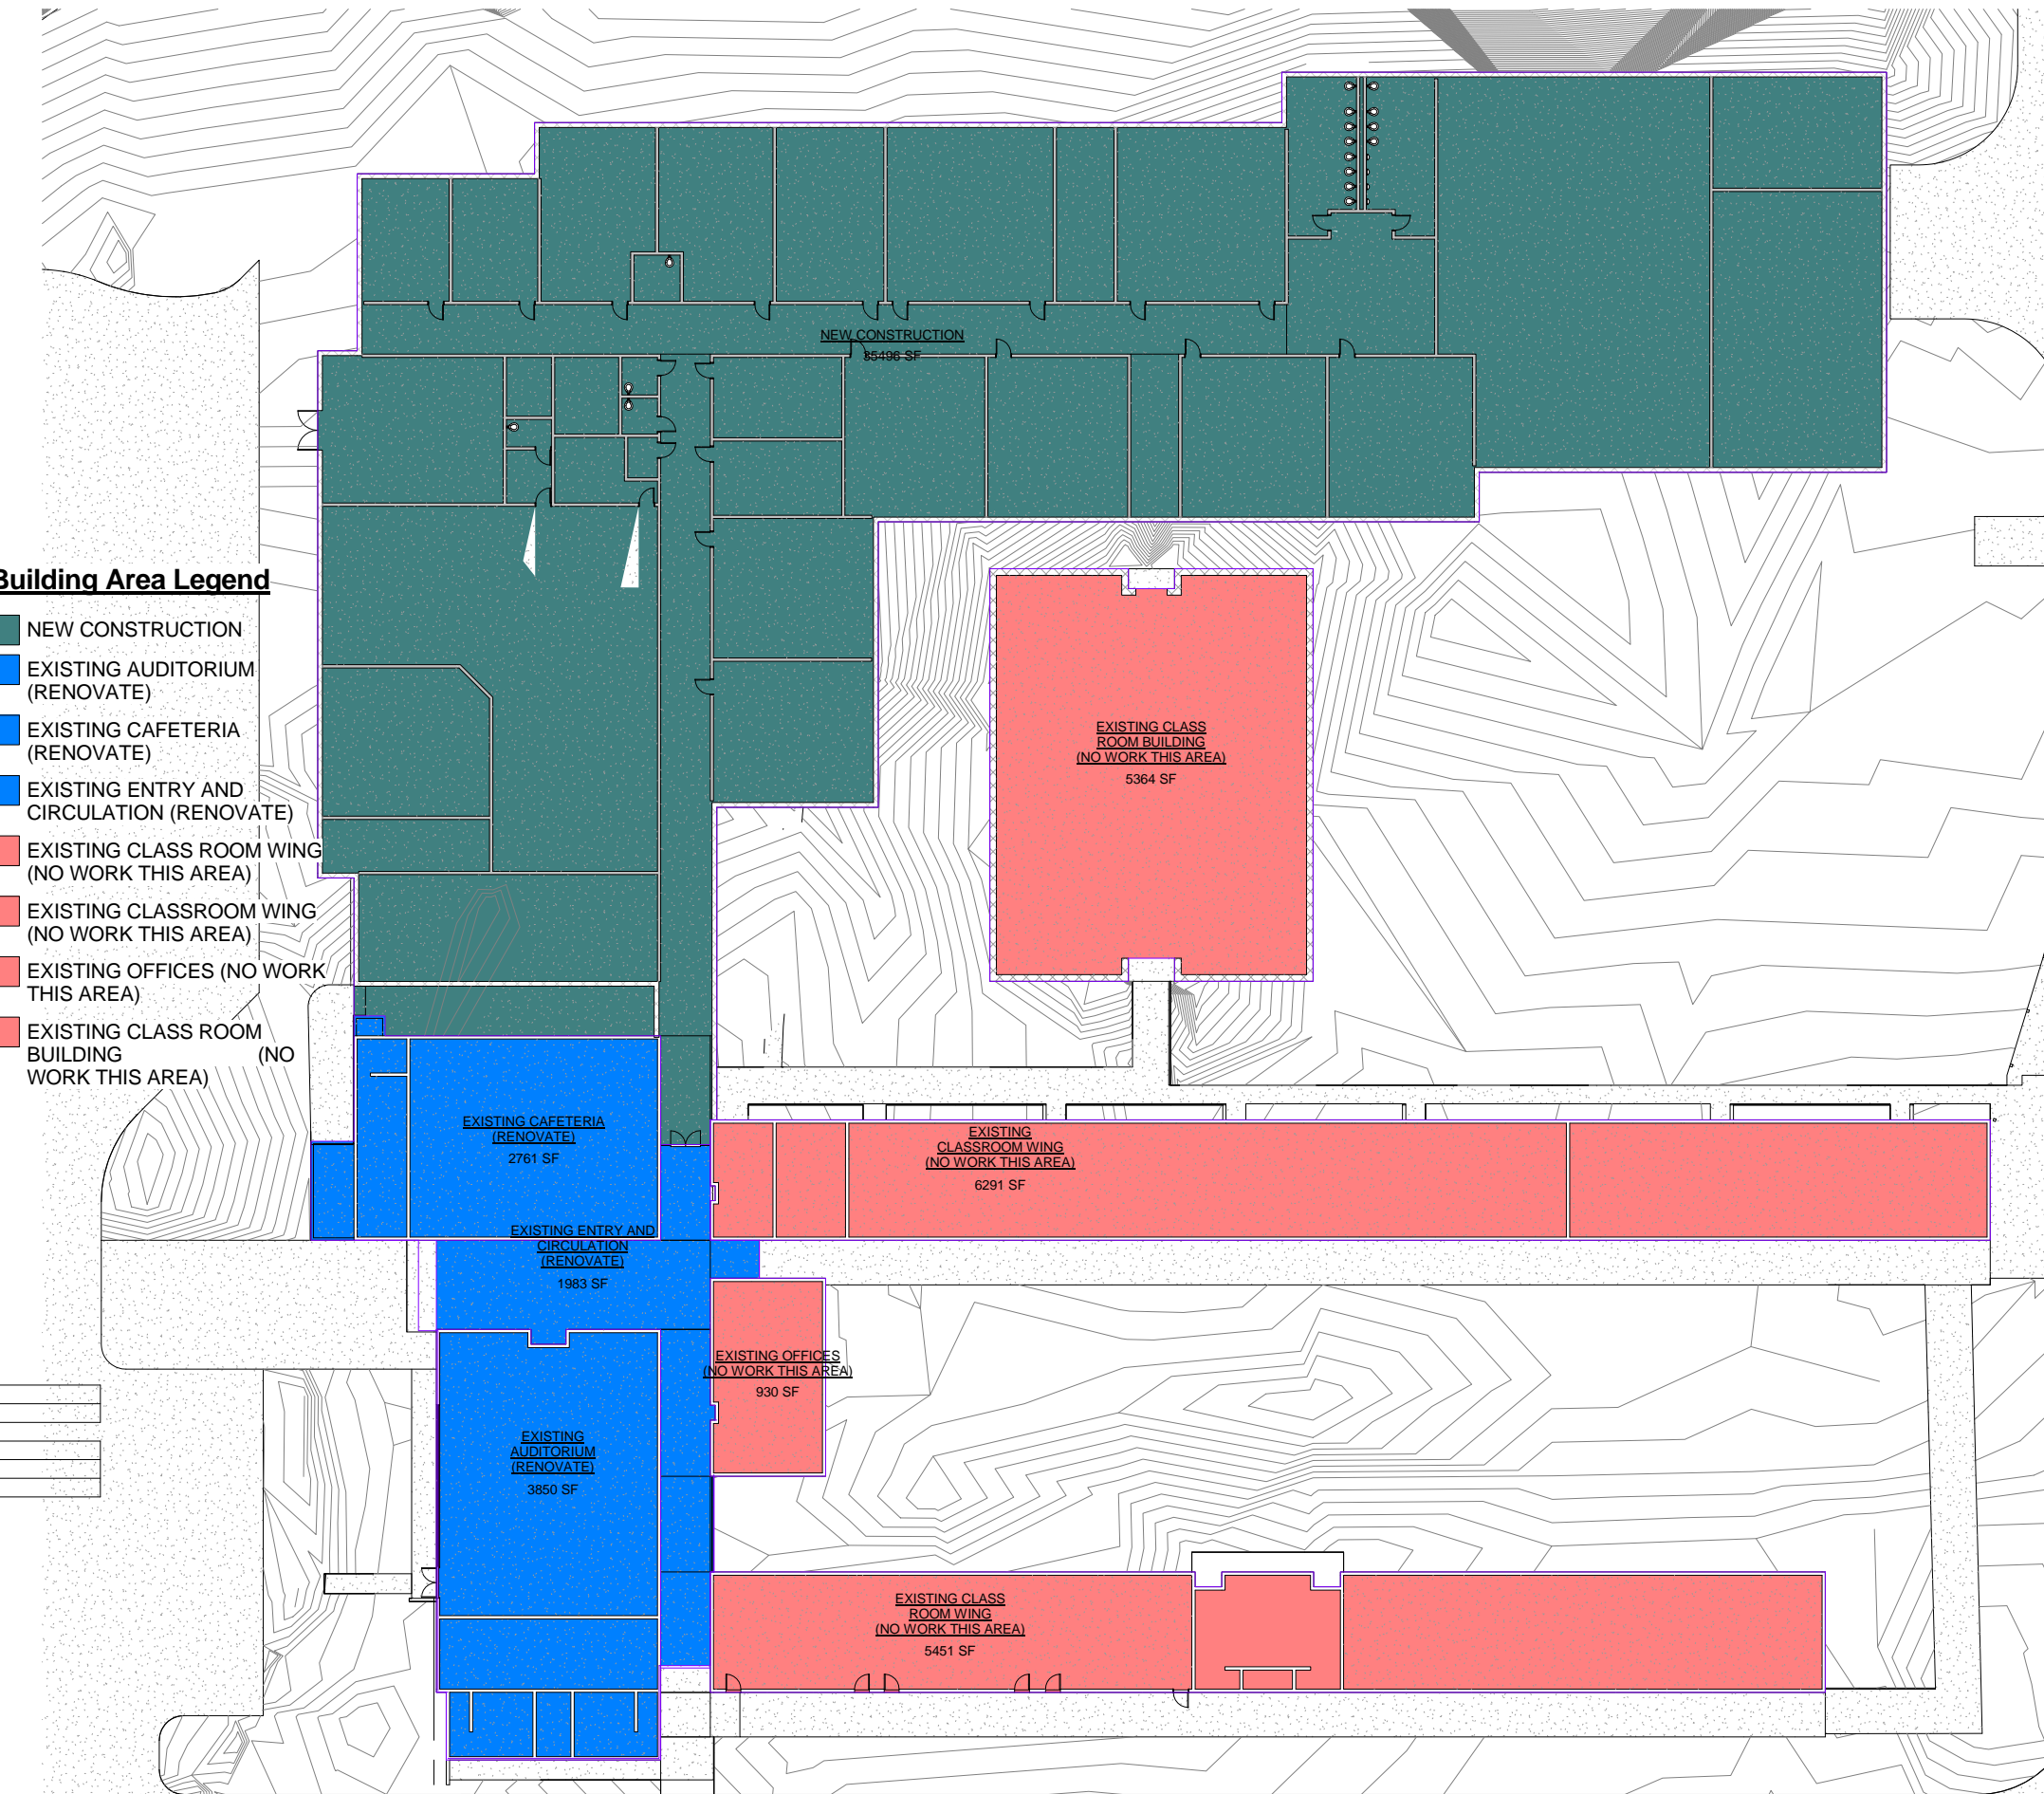 NEW CONSTRUCTION
35496 SF
Building Area Legend
NEW CONSTRUCTION
EXISTING AUDITORIUM
(RENOVATE)
EXISTING CAFETERIA
(RENOVATE)
EXISTING ENTRY AND
CIRCULATION (RENOVATE)
EXISTING CLASS ROOM WING
(NO WORK THIS AREA)
EXISTING CLASSROOM WING
(NO WORK THIS AREA)
EXISTING OFFICES (NO WORK
THIS AREA)
EXISTING CLASS ROOM
BUILDING (NO
WORK THIS AREA)
EXISTING CLASS
ROOM BUILDING
(NO WORK THIS AREA)
5364 SF
EXISTING CAFETERIA
(RENOVATE)
2761 SF
EXISTING
CLASSROOM WING
(NO WORK THIS AREA)
6291 SF
EXISTING ENTRY AND
CIRCULATION
(RENOVATE)
1983 SF
EXISTING OFFICES
(NO WORK THIS AREA)
930 SF
EXISTING
AUDITORIUM
(RENOVATE)
3850 SF
EXISTING CLASS
ROOM WING
(NO WORK THIS AREA)
5451 SF